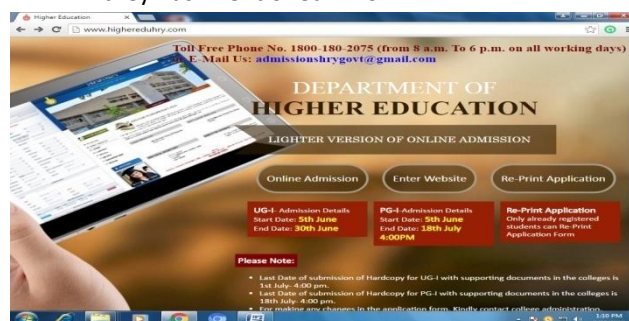 Higher Education
www.highereduhry.com
Toll Free Phone No. 1800-180-2075 (from 8 a.m. To 6 p.m. on all working days)
E-Mail Us: admissionshrygovt@gmail.com
DEPARTMENT OF
HIGHER EDUCATION
LIGHTER VERSION OF ONLINE ADMISSION
Online Admission
Enter Website
Re-Print Application
UG-I- Admission Details
Start Date: 5th June
End Date: 30th June
PG-I-Admission Details
Start Date: 5th June
End Date: 18th July
4:00PM
Re-Print Application
Only already registered
students can Re-Print
Application Form
Please Note:
Last Date of submission of Hardcopy for UG-I with supporting documents in the colleges is
1st July- 4:00 pm.
Last Date of submission of Hardcopy for PG-I with supporting documents in the colleges is
18th July- 4:00 pm.
For making any changes in the application form. Kindly contact college administration.
1:10 PM